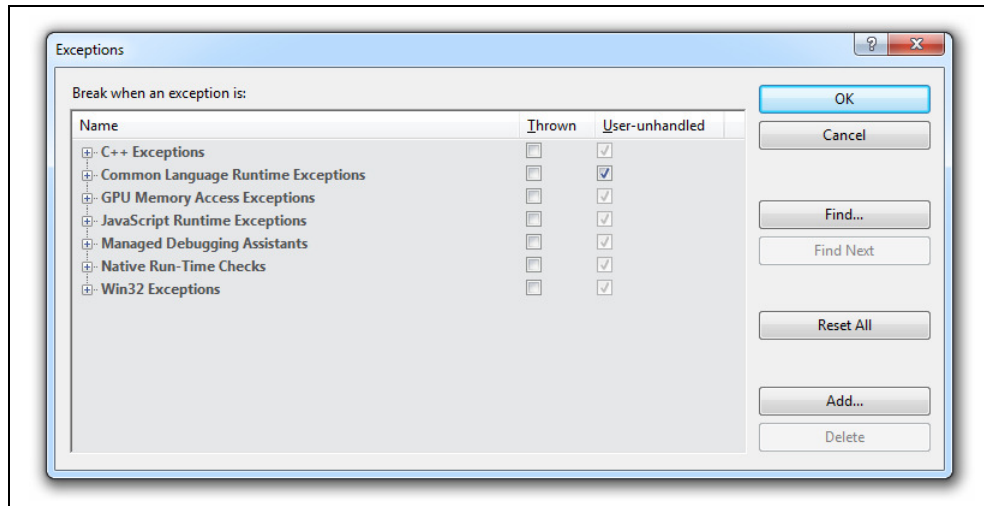 Exceptions
Break when an exception is:
Name Thrown User-unhandled
C++ Exceptions
Common Language Runtime Exceptions
GPU Memory Access Exceptions
JavaScript Runtime Exceptions
Managed Debugging Assistants
Native Run-Time Checks
Win32 Exceptions
OK
Cancel
Find...
Find Next
Reset All
Add...
Delete